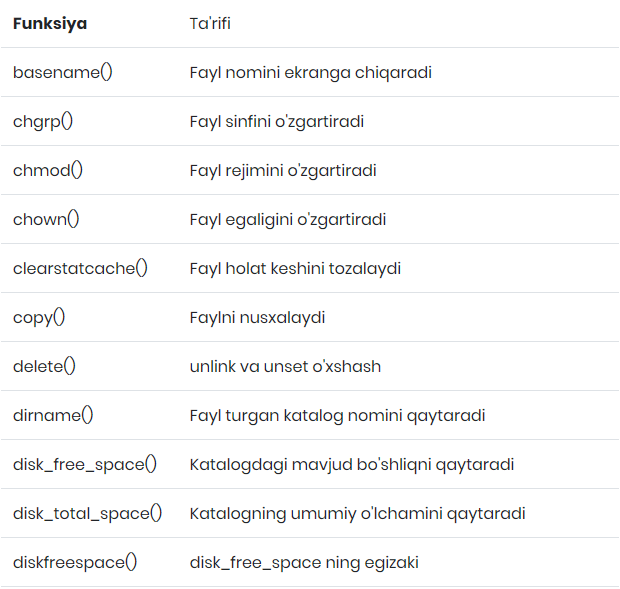 Funksiya Ta'rifi
basename() Fayl nomini ekranga chiqaradi
chgrp() Fayl sinfini o'zgartiradi
chmod() Fayl rejimini o'zgartiradi
chown() Fayl egaligini o'zgartiradi
clearstatcache() Fayl holat keshini tozalaydi
copy() Faylni nusxalaydi
delete() unlink va unset o'xshash
dirname() Fayl turgan katalog nomini qaytaradi
disk_free_space() Katalogdagi mavjud bo'shliqni qaytaradi
disk_total_space() Katalogning umumiy o'lchamini qaytaradi
diskfreespace() disk_free_space ning egizaki